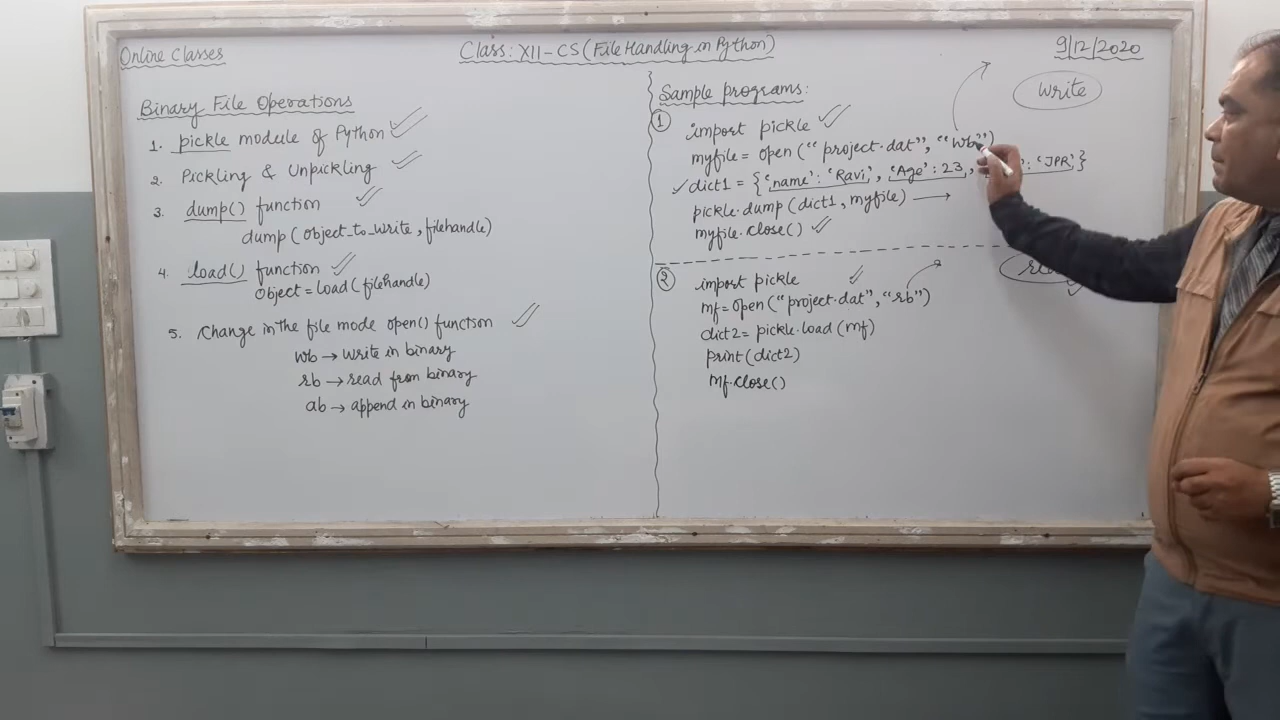 Online Classes
Class: XII-CS (File Handling in Python)
9/12/2020
Binary File Operations
1. pickle module of Python
2. Pickling & Unpickling
3. dump() function
dump(object_to_write, filehandle)
4. load() function
object = load(filehandle)
5. Change in the file mode open() function
wb → write in binary
rb → read from binary
ab → append in binary
Sample programs:
write
1
import pickle
myfile = open("project.dat", "wb")
dict1 = {'name': 'Ravi', 'Age': 23, : 'JPR'}
pickle.dump(dict1, myfile) →
myfile.close()
2
import pickle
mf = open("project.dat", "rb")
dict2 = pickle.load(mf)
print(dict2)
mf.close()